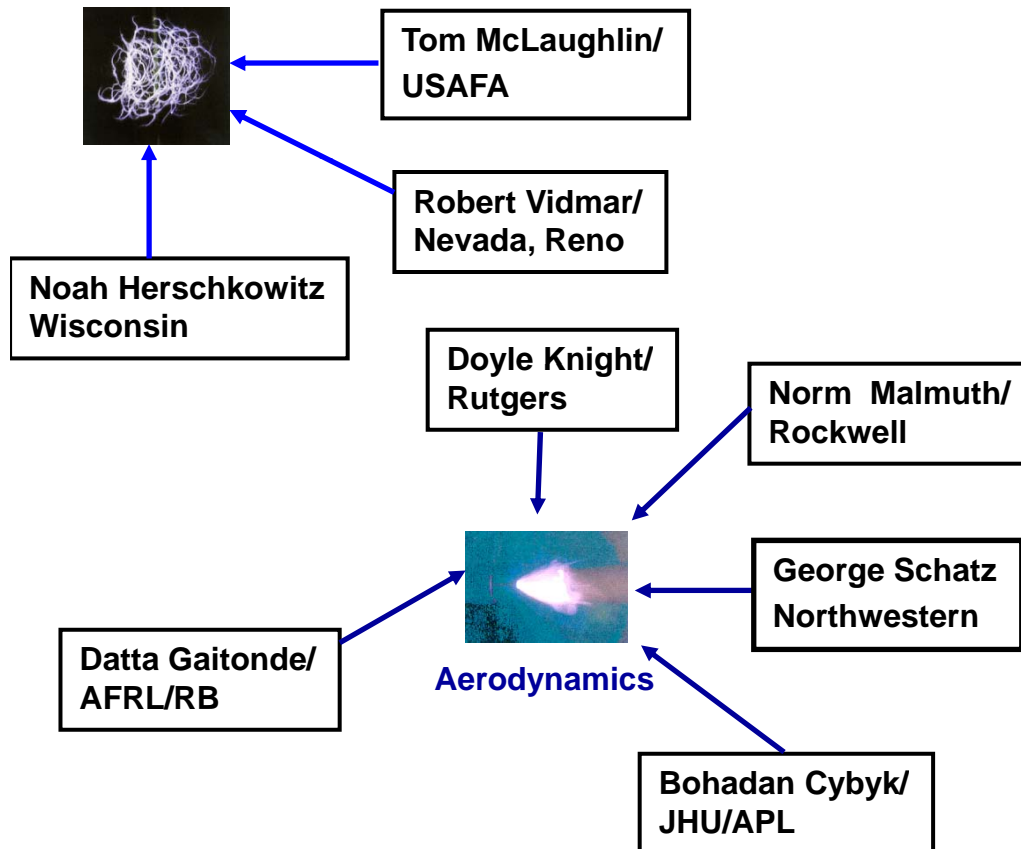 Tom McLaughlin/
USAFA
Robert Vidmar/
Nevada, Reno
Noah Herschkowitz
Wisconsin
Doyle Knight/
Rutgers
Norm Malmuth/
Rockwell
George Schatz
Northwestern
Datta Gaitonde/
AFRL/RB
Aerodynamics
Bohadan Cybyk/
JHU/APL